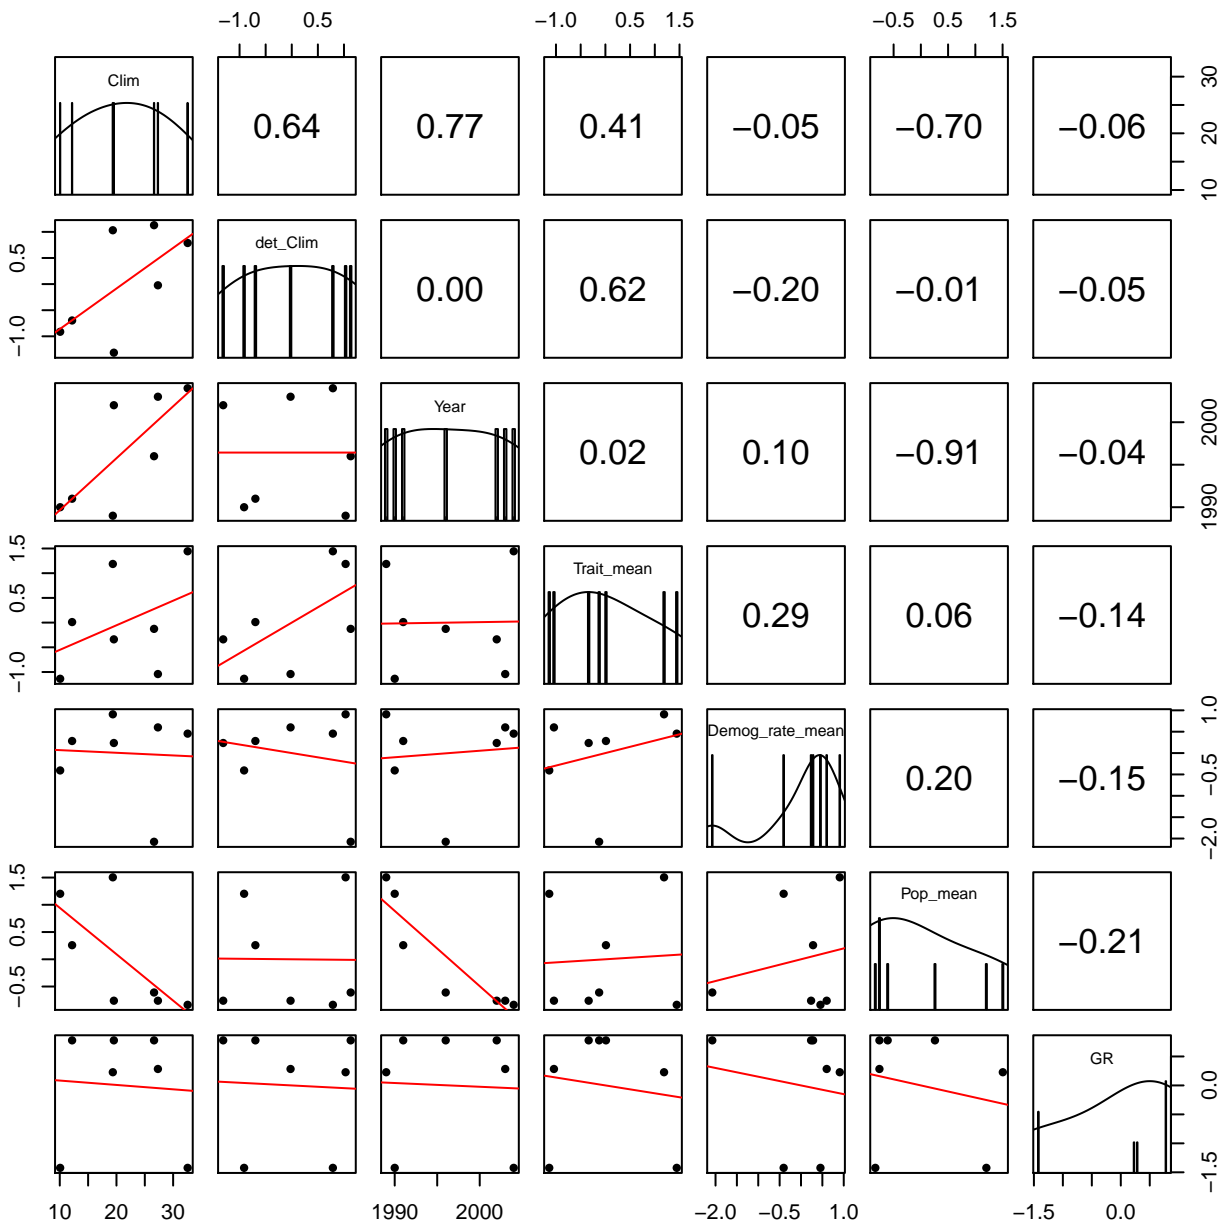 −1.0 0.5 −1.0 0.5 1.5 −0.5 0.5 1.5
Clim 0.64 0.77 0.41 −0.05 −0.70 −0.06 10 20 30
−1.0 0.5 det_Clim 0.00 0.62 −0.20 −0.01 −0.05
Year 0.02 0.10 −0.91 −0.04 1990 2000
−1.0 0.5 1.5 Trait_mean 0.29 0.06 −0.14
Demog_rate_mean 0.20 −0.15 −2.0 −0.5 1.0
−0.5 0.5 1.5 Pop_mean −0.21
GR −1.5 0.0
10 20 30 1990 2000 −2.0 −0.5 1.0 −1.5 0.0